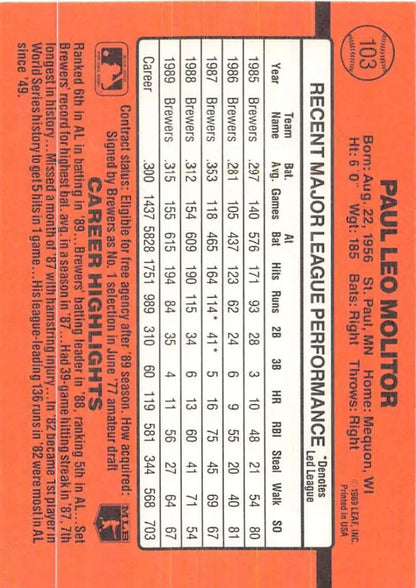 103
PAUL LEO MOLITOR
Born: Aug. 22, 1956 St. Paul, MN Home: Mequon, WI
Ht: 6' 0" Wgt: 185 Bats: Right Throws: Right
©1989 LEAF, INC.
Printed in USA
RECENT MAJOR LEAGUE PERFORMANCE *Denotes Led League
Year Team Name Bat. Avg. Games At Bat Hits Runs 2B 3B HR RBI Steal Walk SO
1985 Brewers .297 140 576 171 93 28 3 10 48 21 54 80
1986 Brewers .281 105 437 123 62 24 6 9 55 20 40 81
1987 Brewers .353 118 465 164 114* 41* 5 16 75 45 69 67
1988 Brewers .312 154 609 190 115 34 6 13 60 41 71 54
1989 Brewers .315 155 615 194 84 35 4 11 56 27 64 67
Career .300 1437 5828 1751 989 310 60 119 581 344 568 703
Contract status: Eligible for free agency after '89 season. How acquired:
Signed by Brewers as No. 1 selection in June '77 amateur draft
MLB
CAREER HIGHLIGHTS
Ranked 6th in AL in batting in '89... Brewers' batting leader in '88, ranking 5th in AL... Set
Brewers' record for highest bat. avg. in a season in '87... Had 39-game hitting streak in '87, 7th
longest in history... Missed a month of '87 with hamstring injury... In '82 became 1st player in
World Series history to get 5 hits in 1 game... His league-leading 136 runs in '82 were most in AL
since '49.